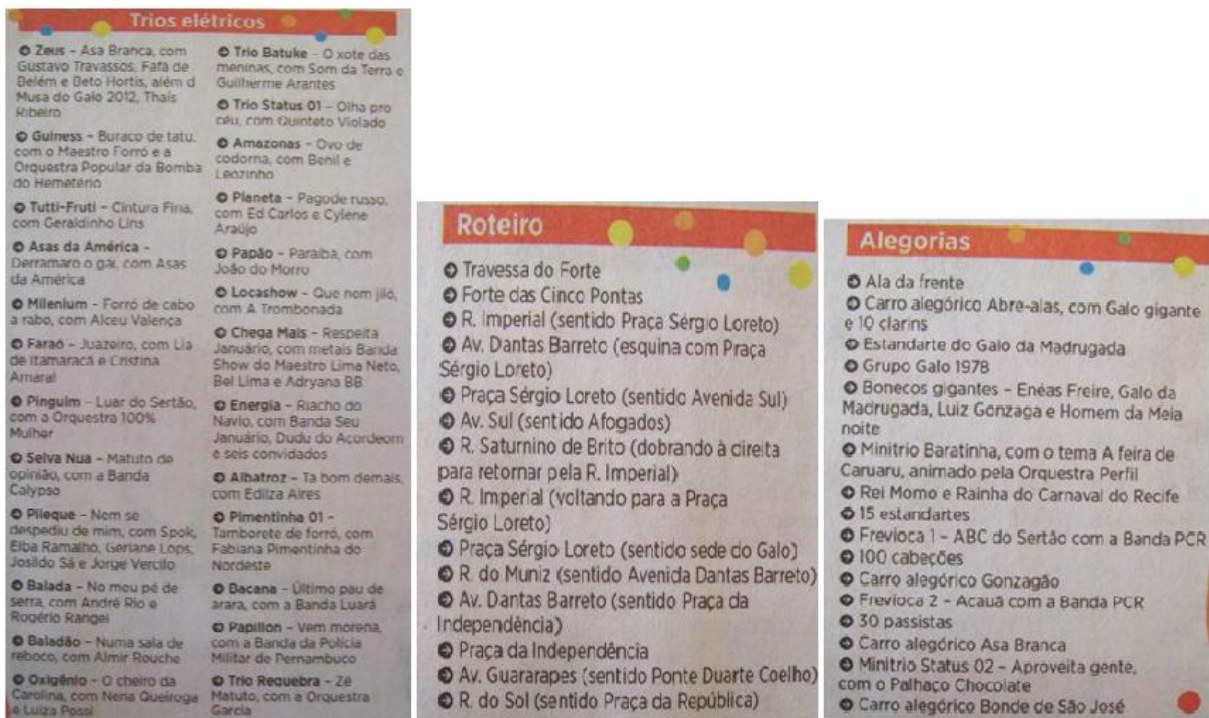 Trios elétricos
Zeus - Asa Branca, com
Gustavo Travassos, Fafá de
Belém e Beto Hortis, além d
Musa do Galo 2012, Thaís
Ribeiro
Guiness - Buraco de tatu,
com o Maestro Forró e a
Orquestra Popular da Bomba
do Hemetério
Tutti-Fruti - Cintura Fina,
com Geraldinho Lins
Asas da América -
Derramaro o gai, com Asas
da América
Milenium - Forró de cabo
a rabo, com Alceu Valença
Faraó - Juazeiro, com Lia
de Itamaracá e Cristina
Amaral
Pinguim - Luar do Sertão,
com a Orquestra 100%
Mulher
Selva Nua - Matuto de
opinião, com a Banda
Calypso
Pileque - Nem se
despediu de mim, com Spok,
Elba Ramalho, Gerlane Lops,
Josildo Sá e Jorge Vercilo
Balada - No meu pé de
serra, com André Rio e
Rogério Rangel
Baladão - Numa sala de
reboco, com Almir Rouche
Oxigênio - O cheiro da
Carolina, com Nena Queiroga
e Luiza Possi
Trio Batuke - O xote das
meninas, com Som da Terra e
Guilherme Arantes
Trio Status 01 - Olha pro
céu, com Quinteto Violado
Amazonas - Ovo de
codorna, com Benil e
Leozinho
Planeta - Pagode russo,
com Ed Carlos e Cylene
Araújo
Papão - Paraíba, com
João do Morro
Locashow - Que nem jiló,
com A Trombonada
Chega Mais - Respeita
Januário, com metais Banda
Show do Maestro Lima Neto,
Bel Lima e Adryana BB
Energia - Riacho do
Navio, com Banda Seu
Januário, Dudu do Acordeom
e seis convidados
Albatroz - Ta bom demais,
com Edilza Aires
Pimentinha 01 -
Tamborete de forró, com
Fabiana Pimentinha do
Nordeste
Bacana - Último pau de
arara, com a Banda Luará
Papillon - Vem morena,
com a Banda da Polícia
Militar de Pernambuco
Trio Requebra - Zé
Matuto, com a Orquestra
Garcia
Roteiro
Travessa do Forte
Forte das Cinco Pontas
R. Imperial (sentido Praça Sérgio Loreto)
Av. Dantas Barreto (esquina com Praça
Sérgio Loreto)
Praça Sérgio Loreto (sentido Avenida Sul)
Av. Sul (sentido Afogados)
R. Saturnino de Brito (dobrando à direita
para retornar pela R. Imperial)
R. Imperial (voltando para a Praça
Sérgio Loreto)
Praça Sérgio Loreto (sentido sede do Galo)
R. do Muniz (sentido Avenida Dantas Barreto)
Av. Dantas Barreto (sentido Praça da
Independência)
Praça da Independência
Av. Guararapes (sentido Ponte Duarte Coelho)
R. do Sol (sentido Praça da República)
Alegorias
Ala da frente
Carro alegórico Abre-alas, com Galo gigante
e 10 clarins
Estandarte do Galo da Madrugada
Grupo Galo 1978
Bonecos gigantes - Enéas Freire, Galo da
Madrugada, Luiz Gonzaga e Homem da Meia
noite
Minitrio Baratinha, com o tema A feira de
Caruaru, animado pela Orquestra Perfil
Rei Momo e Rainha do Carnaval do Recife
15 estandartes
Frevioca 1 - ABC do Sertão com a Banda PCR
100 cabeções
Carro alegórico Gonzagão
Frevioca 2 - Acauã com a Banda PCR
30 passistas
Carro alegórico Asa Branca
Minitrio Status 02 - Aproveita gente,
com o Palhaço Chocolate
Carro alegórico Bonde de São José